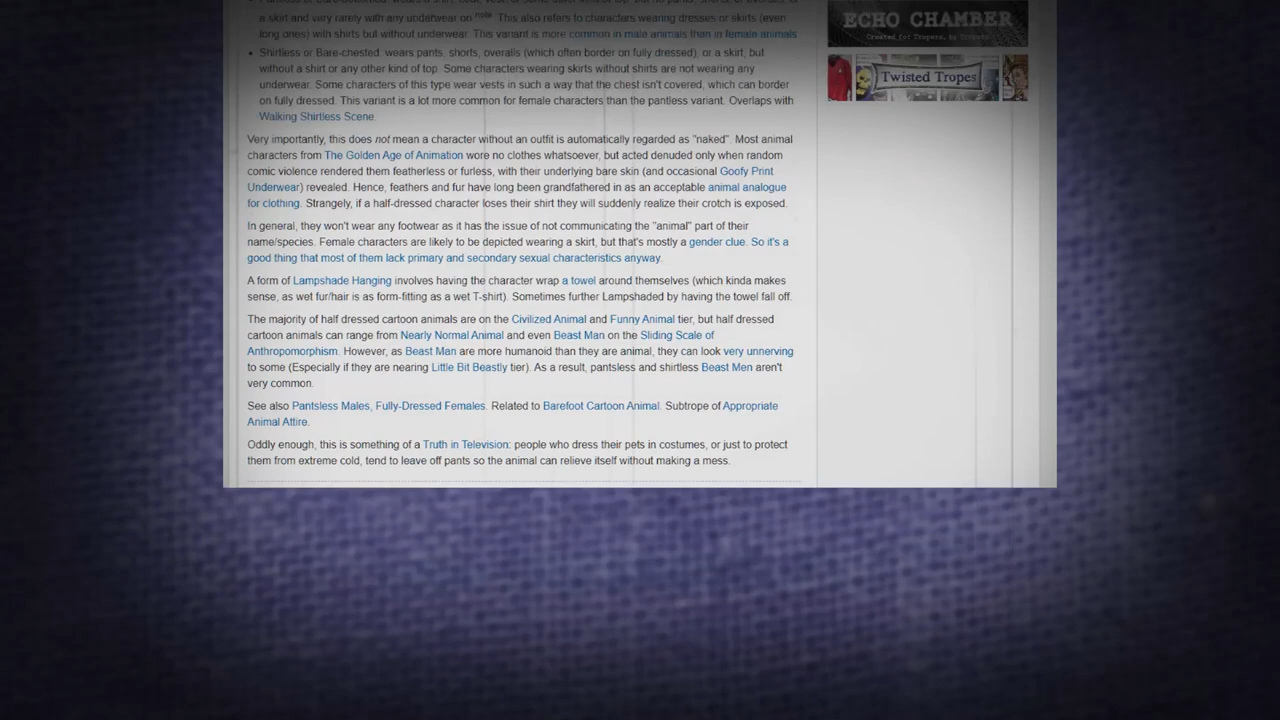 a skirt and very rarely with any underwear on note. This also refers to characters wearing dresses or skirts (even
long ones) with shirts but without underwear. This variant is more common in male animals than in female animals
• Shirtless or Bare-chested: wears pants, shorts, overalls (which often border on fully dressed), or a skirt, but
without a shirt or any other kind of top. Some characters wearing skirts without shirts are not wearing any
underwear. Some characters of this type wear vests in such a way that the chest isn't covered, which can border
on fully dressed. This variant is a lot more common for female characters than the pantless variant. Overlaps with
Walking Shirtless Scene.
Very importantly, this does not mean a character without an outfit is automatically regarded as "naked". Most animal
characters from The Golden Age of Animation wore no clothes whatsoever, but acted denuded only when random
comic violence rendered them featherless or furless, with their underlying bare skin (and occasional Goofy Print
Underwear) revealed. Hence, feathers and fur have long been grandfathered in as an acceptable animal analogue
for clothing. Strangely, if a half-dressed character loses their shirt they will suddenly realize their crotch is exposed.
In general, they won't wear any footwear as it has the issue of not communicating the "animal" part of their
name/species. Female characters are likely to be depicted wearing a skirt, but that's mostly a gender clue. So it's a
good thing that most of them lack primary and secondary sexual characteristics anyway.
A form of Lampshade Hanging involves having the character wrap a towel around themselves (which kinda makes
sense, as wet fur/hair is as form-fitting as a wet T-shirt). Sometimes further Lampshaded by having the towel fall off.
The majority of half dressed cartoon animals are on the Civilized Animal and Funny Animal tier, but half dressed
cartoon animals can range from Nearly Normal Animal and even Beast Man on the Sliding Scale of
Anthropomorphism. However, as Beast Man are more humanoid than they are animal, they can look very unnerving
to some (Especially if they are nearing Little Bit Beastly tier). As a result, pantsless and shirtless Beast Men aren't
very common.
See also Pantsless Males, Fully-Dressed Females. Related to Barefoot Cartoon Animal. Subtrope of Appropriate
Animal Attire.
Oddly enough, this is something of a Truth in Television: people who dress their pets in costumes, or just to protect
them from extreme cold, tend to leave off pants so the animal can relieve itself without making a mess.
ECHO CHAMBER
Created for Tropers, by Tropers
Twisted Tropes